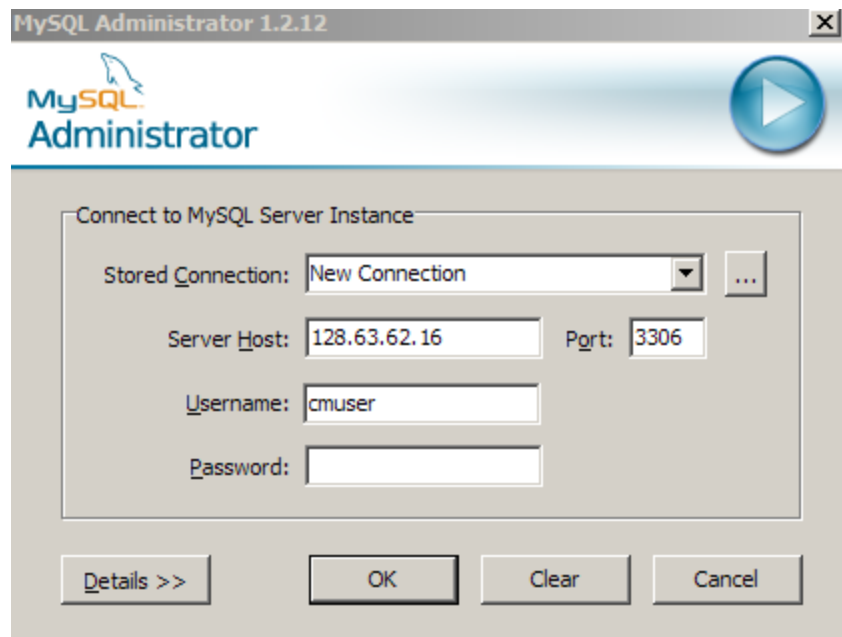 MySQL Administrator 1.2.12
MySQL
Administrator
Connect to MySQL Server Instance
Stored Connection: New Connection ...
Server Host: 128.63.62.16 Port: 3306
Username: cmuser
Password:
Details >> OK Clear Cancel